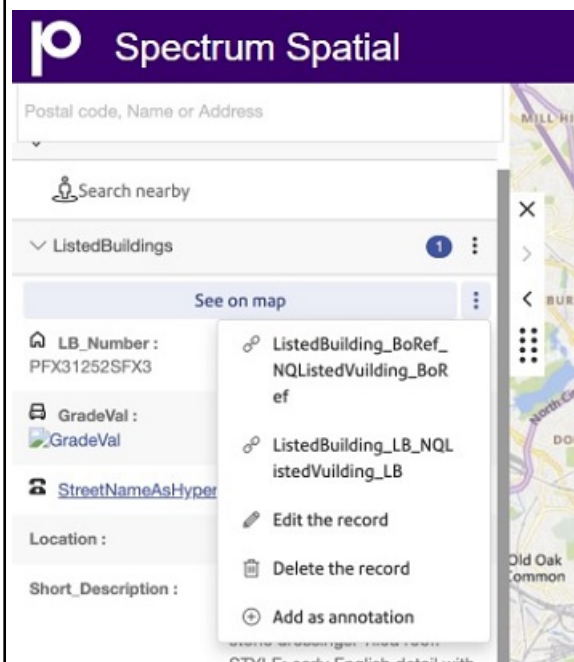 p Spectrum Spatial
Postal code, Name or Address
MILL HI
Search nearby
ListedBuildings 1
See on map
BUR
LB_Number :
PFX31252SFX3
ListedBuilding_BoRef_
NQListedVuilding_BoR
ef
GradeVal :
GradeVal
ListedBuilding_LB_NQL
istedVuilding_LB
North Cir
DO
StreetNameAsHyper
Edit the record
Location :
Delete the record
Old Oak
Common
Short_Description :
Add as annotation
STYLE: early English detail with